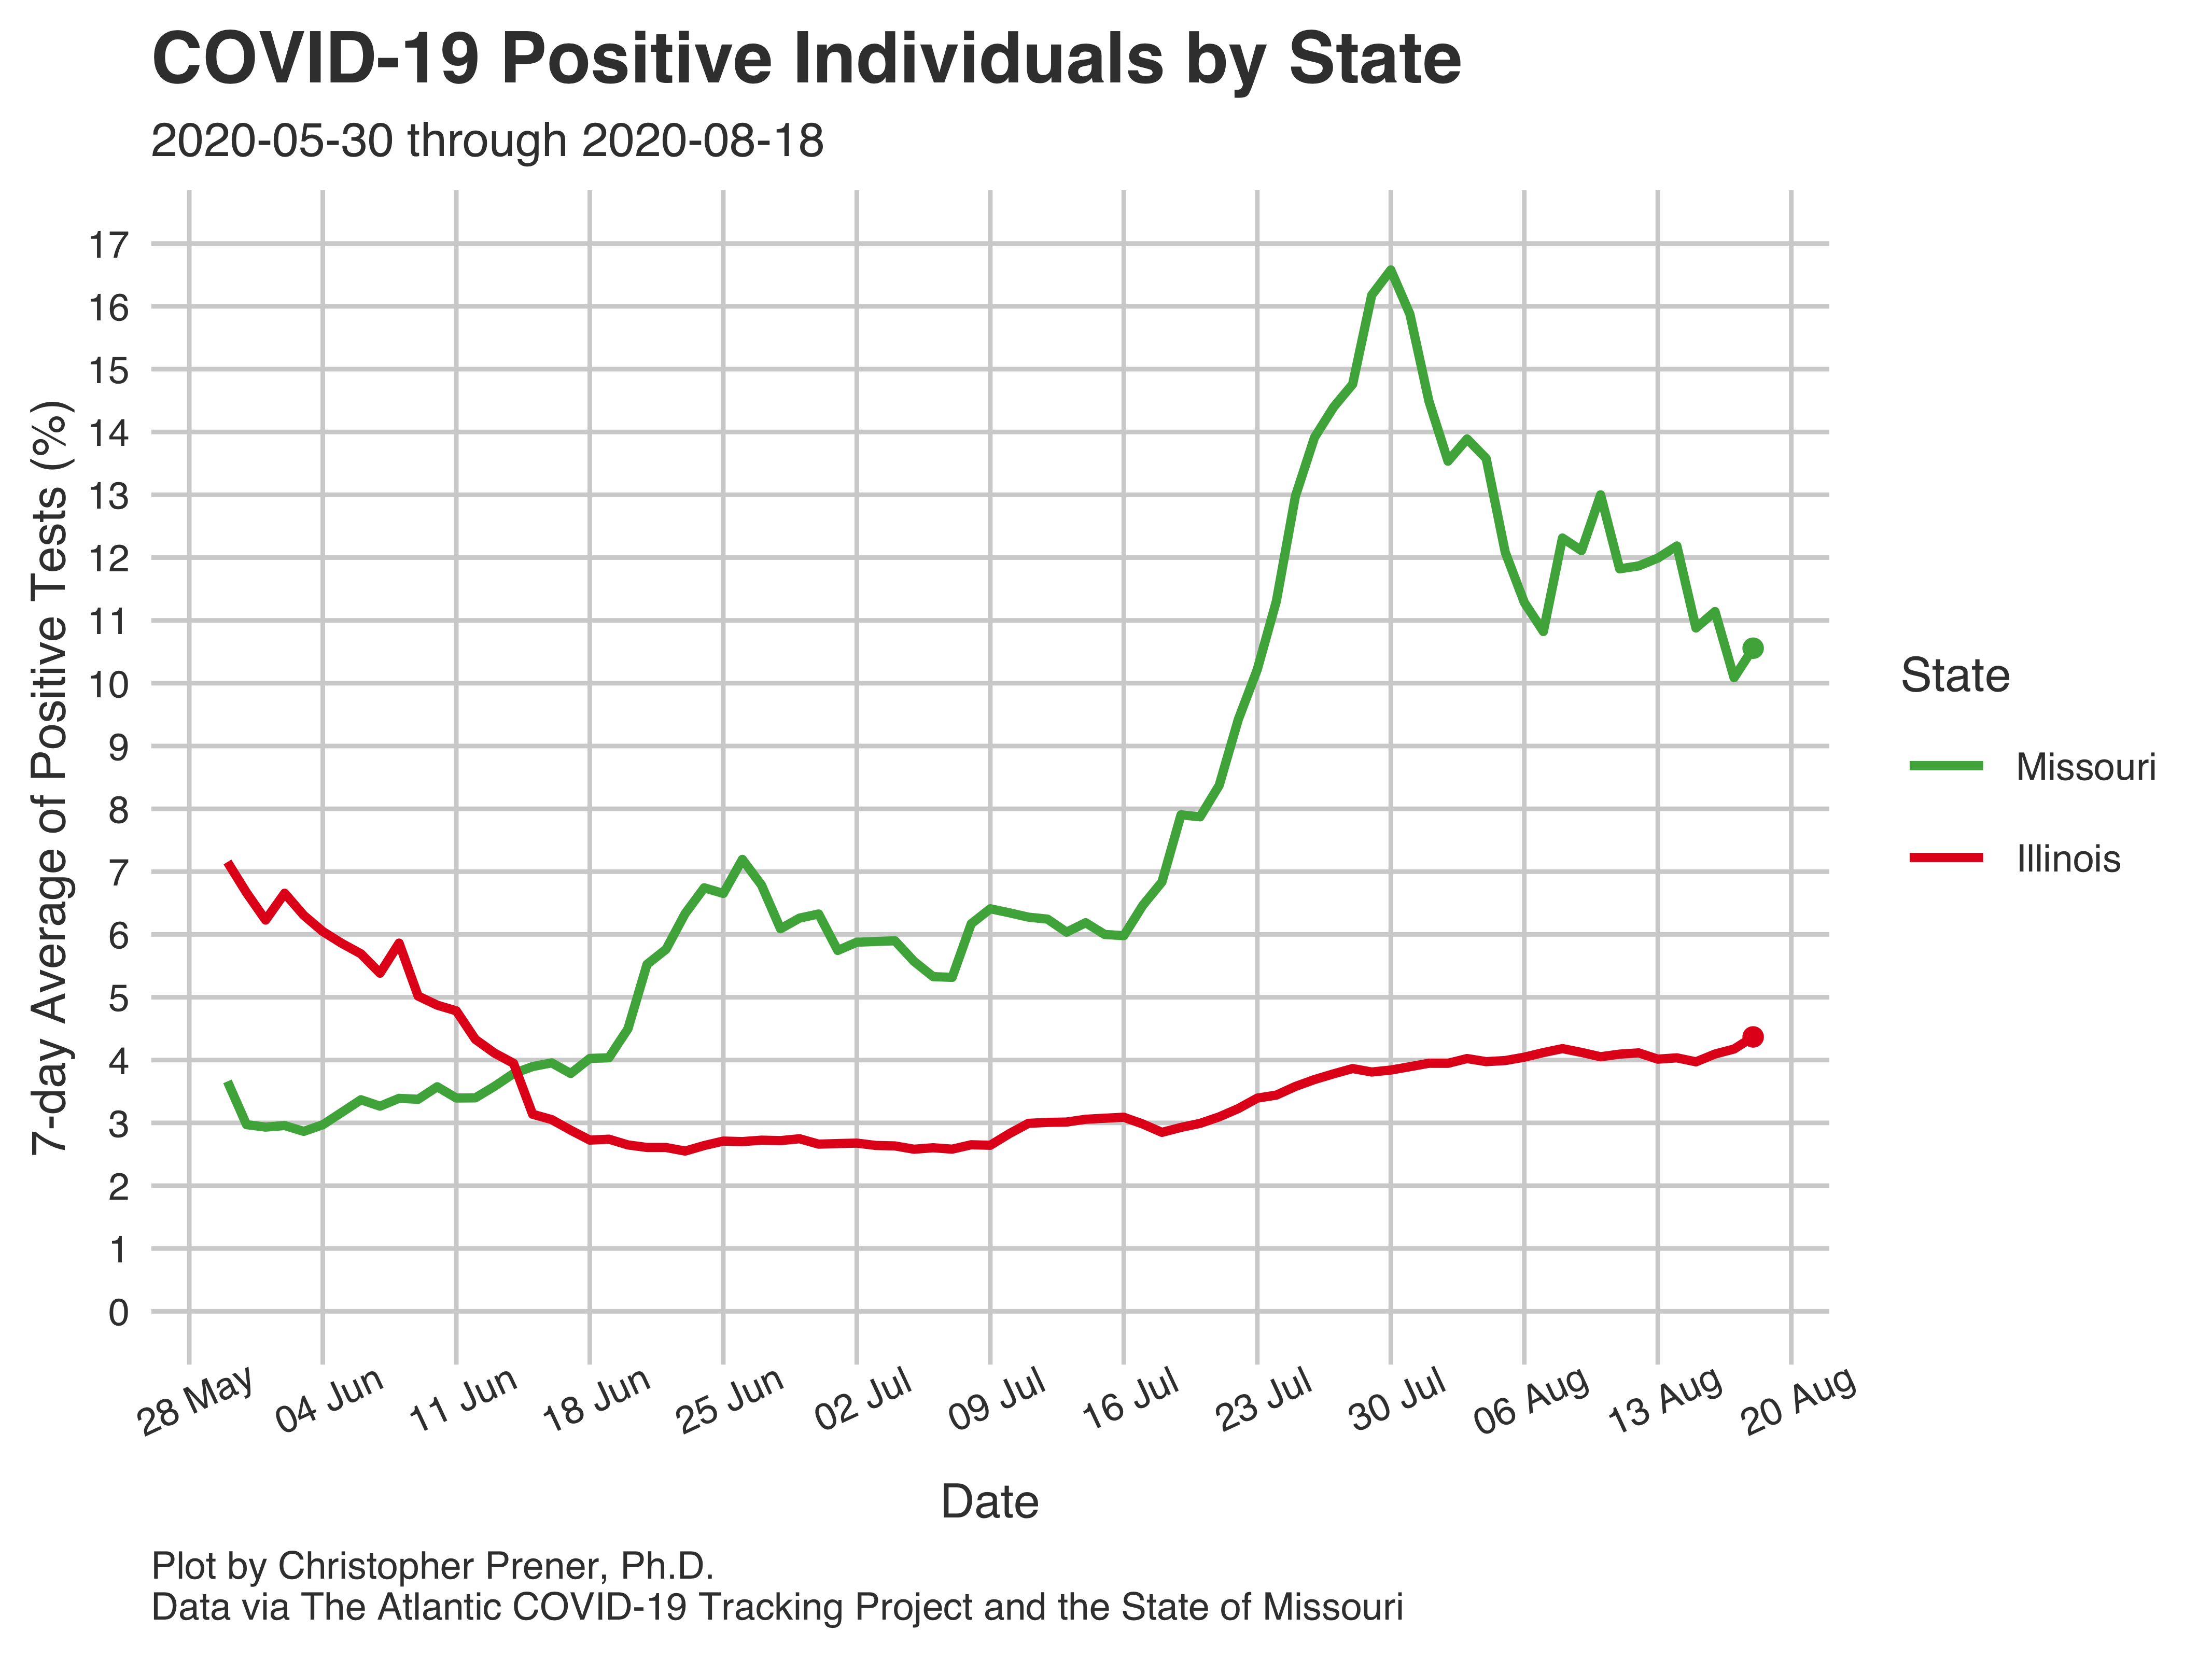 COVID-19 Positive Individuals by State
2020-05-30 through 2020-08-18
7-day Average of Positive Tests (%)
17
16
15
14
13
12
11
10
9
8
7
6
5
4
3
2
1
0
State
Missouri
Illinois
28 May
04 Jun
11 Jun
18 Jun
25 Jun
02 Jul
09 Jul
16 Jul
23 Jul
30 Jul
06 Aug
13 Aug
20 Aug
Date
Plot by Christopher Prener, Ph.D.
Data via The Atlantic COVID-19 Tracking Project and the State of Missouri